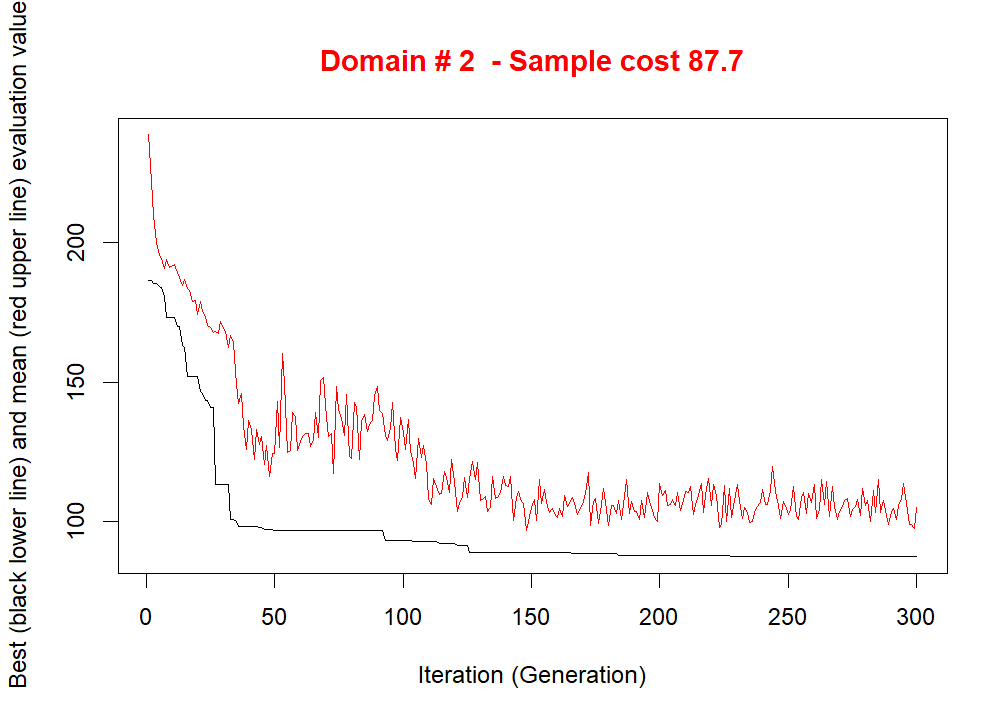 Domain # 2  - Sample cost 87.7
Best (black lower line) and mean (red upper line) evaluation value
200
150
100
0 50 100 150 200 250 300
Iteration (Generation)